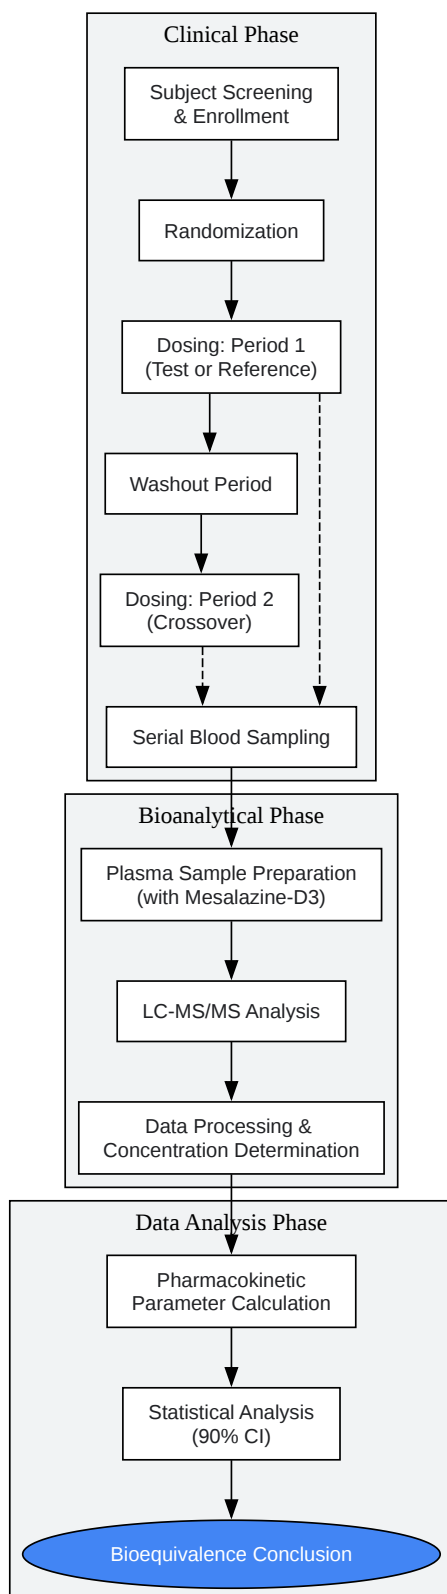 Clinical Phase
Subject Screening
& Enrollment
Randomization
Dosing: Period 1
(Test or Reference)
Washout Period
Dosing: Period 2
(Crossover)
Serial Blood Sampling
Bioanalytical Phase
Plasma Sample Preparation
(with Mesalazine-D3)
LC-MS/MS Analysis
Data Processing &
Concentration Determination
Data Analysis Phase
Pharmacokinetic
Parameter Calculation
Statistical Analysis
(90% CI)
Bioequivalence Conclusion